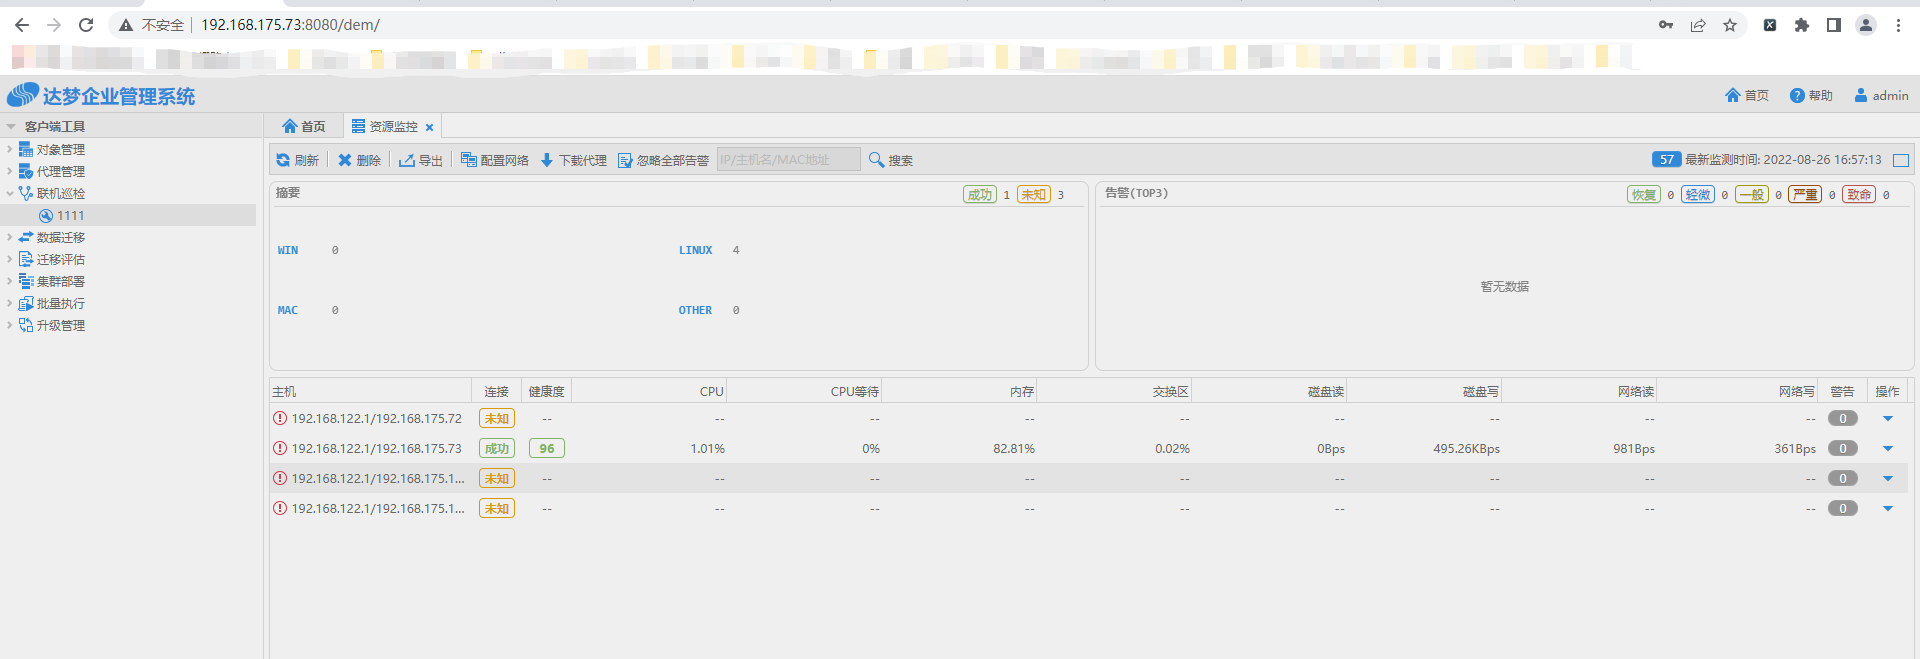 不安全 192.168.175.73:8080/dem/
达梦企业管理系统 首页 帮助 admin
客户端工具
对象管理
代理管理
联机巡检
1111
数据迁移
迁移评估
集群部署
批量执行
升级管理
首页 资源监控
刷新 删除 导出 配置网络 下载代理 忽略全部告警 IP/主机名/MAC地址 搜索 57 最新监测时间: 2022-08-26 16:57:13
摘要 成功 1 未知 3
WIN 0 LINUX 4
MAC 0 OTHER 0
告警(TOP3) 恢复 0 轻微 0 一般 0 严重 0 致命 0
暂无数据
主机 连接 健康度 CPU CPU等待 内存 交换区 磁盘读 磁盘写 网络读 网络写 警告 操作
192.168.122.1/192.168.175.72 未知 -- -- -- -- -- -- -- -- -- 0
192.168.122.1/192.168.175.73 成功 96 1.01% 0% 82.81% 0.02% 0Bps 495.26KBps 981Bps 361Bps 0
192.168.122.1/192.168.175.1... 未知 -- -- -- -- -- -- -- -- -- 0
192.168.122.1/192.168.175.1... 未知 -- -- -- -- -- -- -- -- -- 0